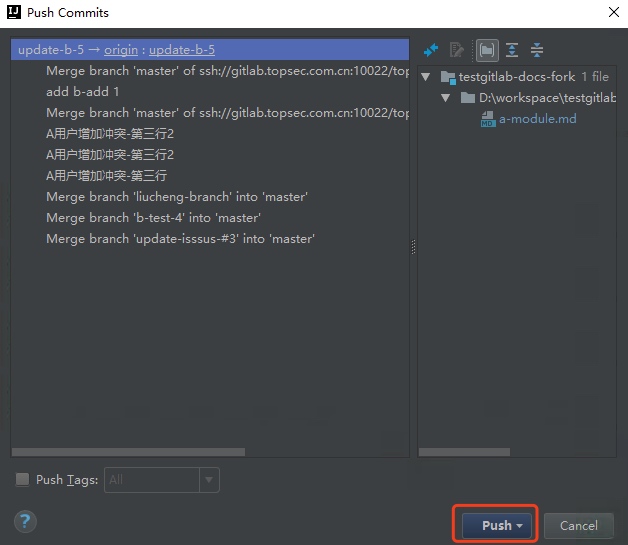 Push Commits
update-b-5 → origin : update-b-5
Merge branch 'master' of ssh://gitlab.topsec.com.cn:10022/top
add b-add 1
Merge branch 'master' of ssh://gitlab.topsec.com.cn:10022/top
A用户增加冲突-第三行2
A用户增加冲突-第三行2
A用户增加冲突-第三行
Merge branch 'liucheng-branch' into 'master'
Merge branch 'b-test-4' into 'master'
Merge branch 'update-isssus-#3' into 'master'
testgitlab-docs-fork 1 file
D:\workspace\testgitlab
a-module.md
Push Tags: All
? Push Cancel